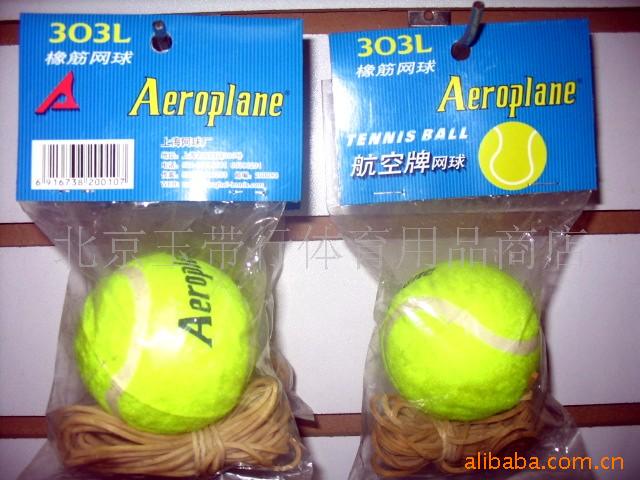 303L
橡筋网球
Aeroplane
上海网球厂
6 916738 200107
303L
橡筋网球
Aeroplane
TENNIS BALL
航空牌网球
北京玉带行体育用品商店
Aeroplane
alibaba.com.cn